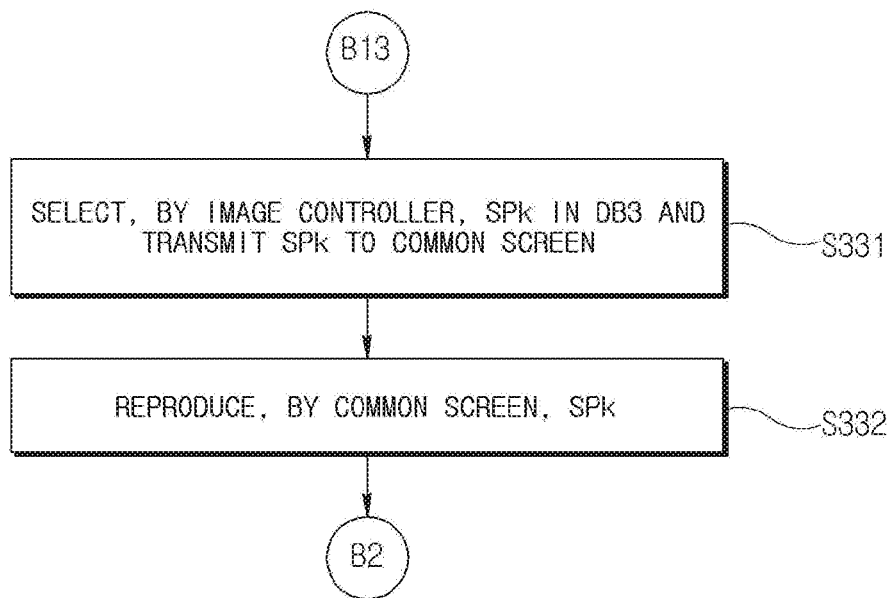 B13
SELECT, BY IMAGE CONTROLLER, SPk IN DB3 AND
TRANSMIT SPk TO COMMON SCREEN
S331
REPRODUCE, BY COMMON SCREEN, SPk
S332
B2